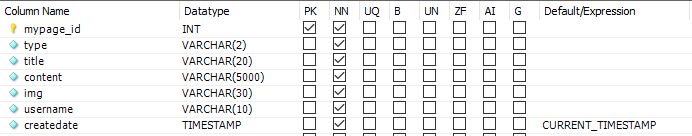 Column Name Datatype PK NN UQ B UN ZF AI G Default/Expression
mypage_id INT
type VARCHAR(2)
title VARCHAR(20)
content VARCHAR(5000)
img VARCHAR(30)
username VARCHAR(10)
createdate TIMESTAMP CURRENT_TIMESTAMP